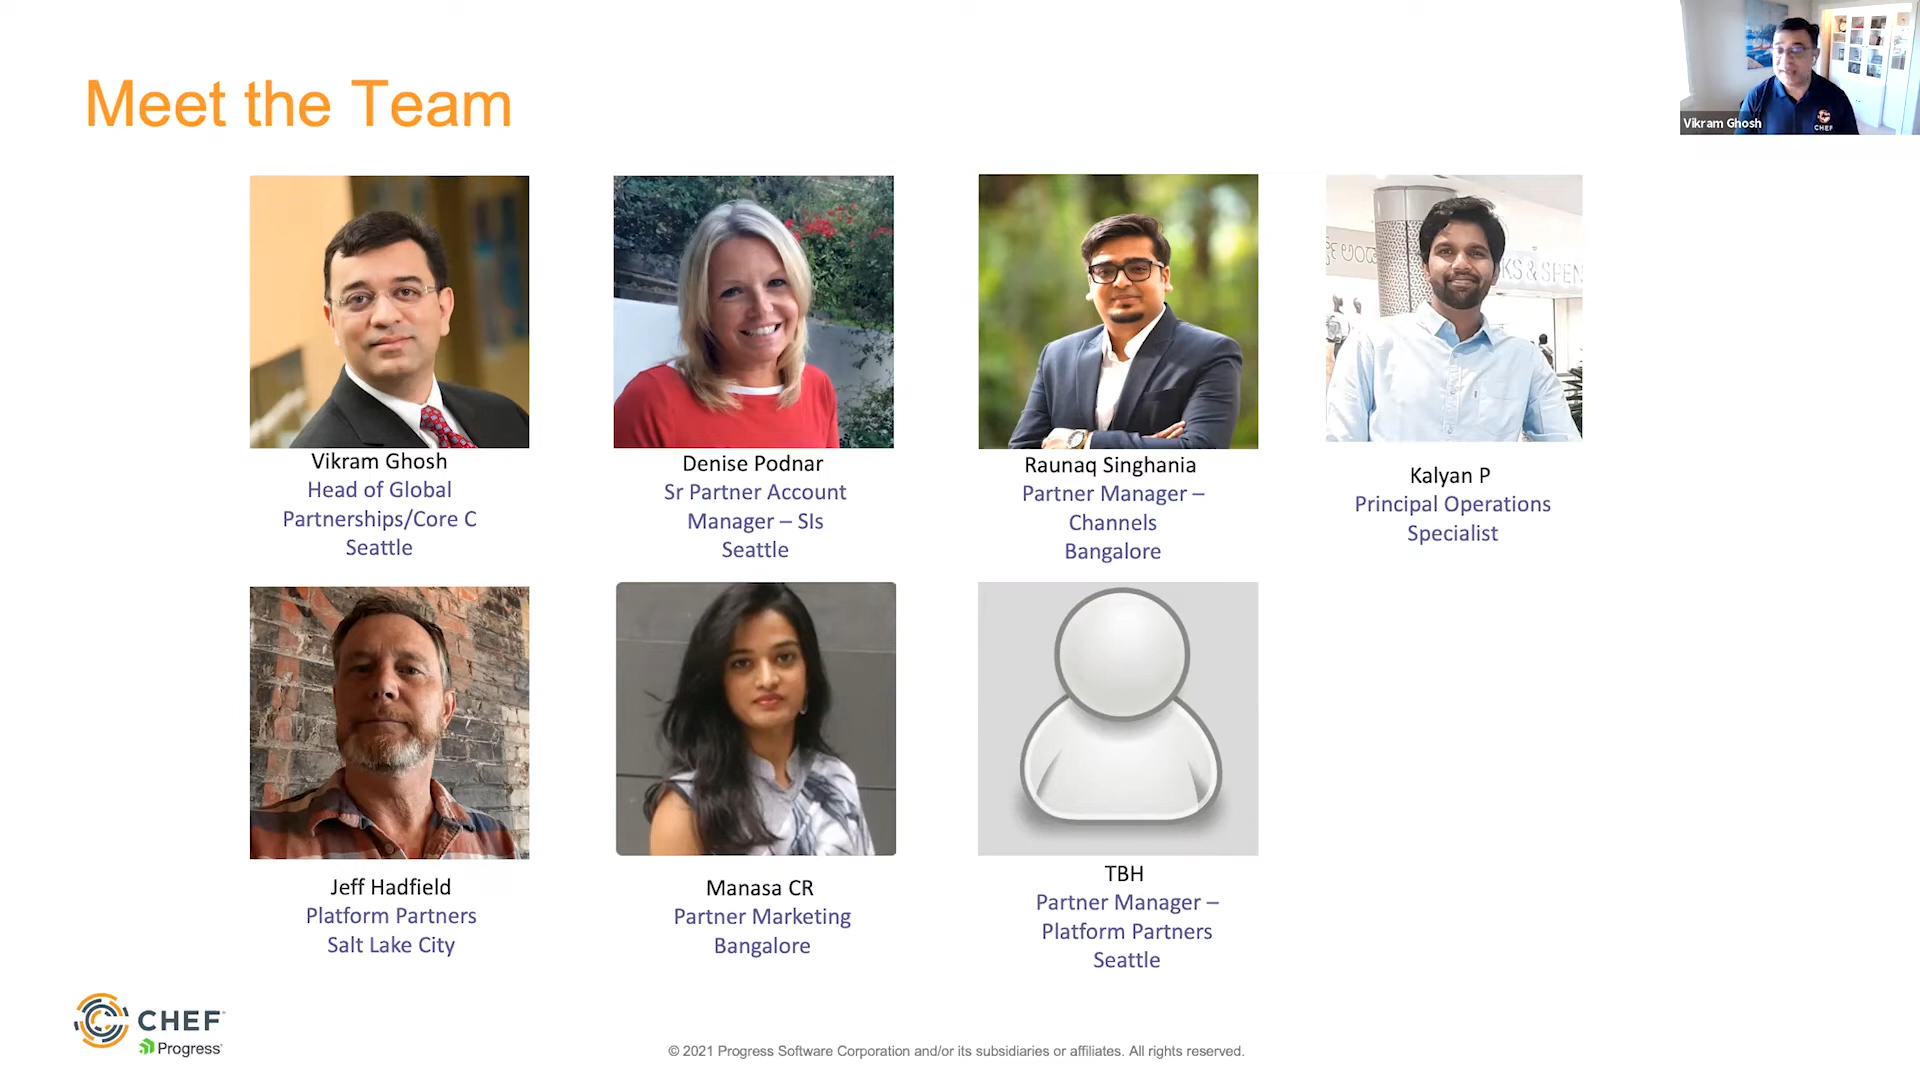 Meet the Team
Vikram Ghosh
CHEF
Vikram Ghosh
Head of Global
Partnerships/Core C
Seattle
Denise Podnar
Sr Partner Account
Manager – SIs
Seattle
Raunaq Singhania
Partner Manager –
Channels
Bangalore
KS & SPEN
Kalyan P
Principal Operations
Specialist
Jeff Hadfield
Platform Partners
Salt Lake City
Manasa CR
Partner Marketing
Bangalore
TBH
Partner Manager –
Platform Partners
Seattle
CHEF
Progress
© 2021 Progress Software Corporation and/or its subsidiaries or affiliates. All rights reserved.